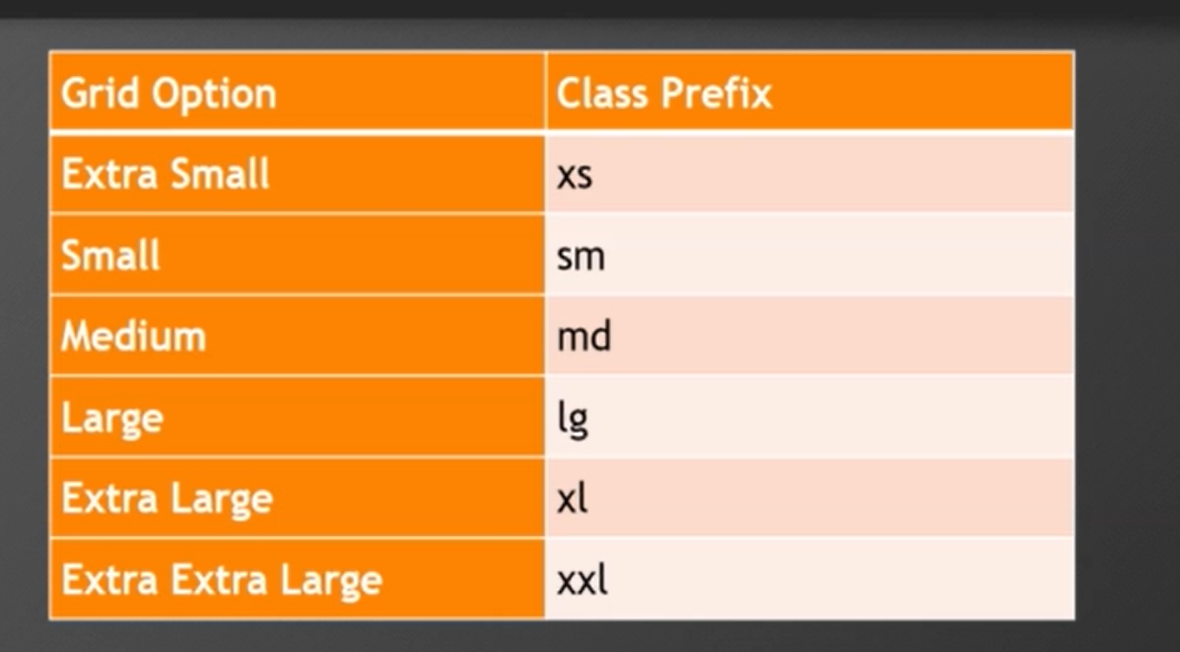 Grid Option Class Prefix
Extra Small xs
Small sm
Medium md
Large lg
Extra Large xl
Extra Extra Large xxl